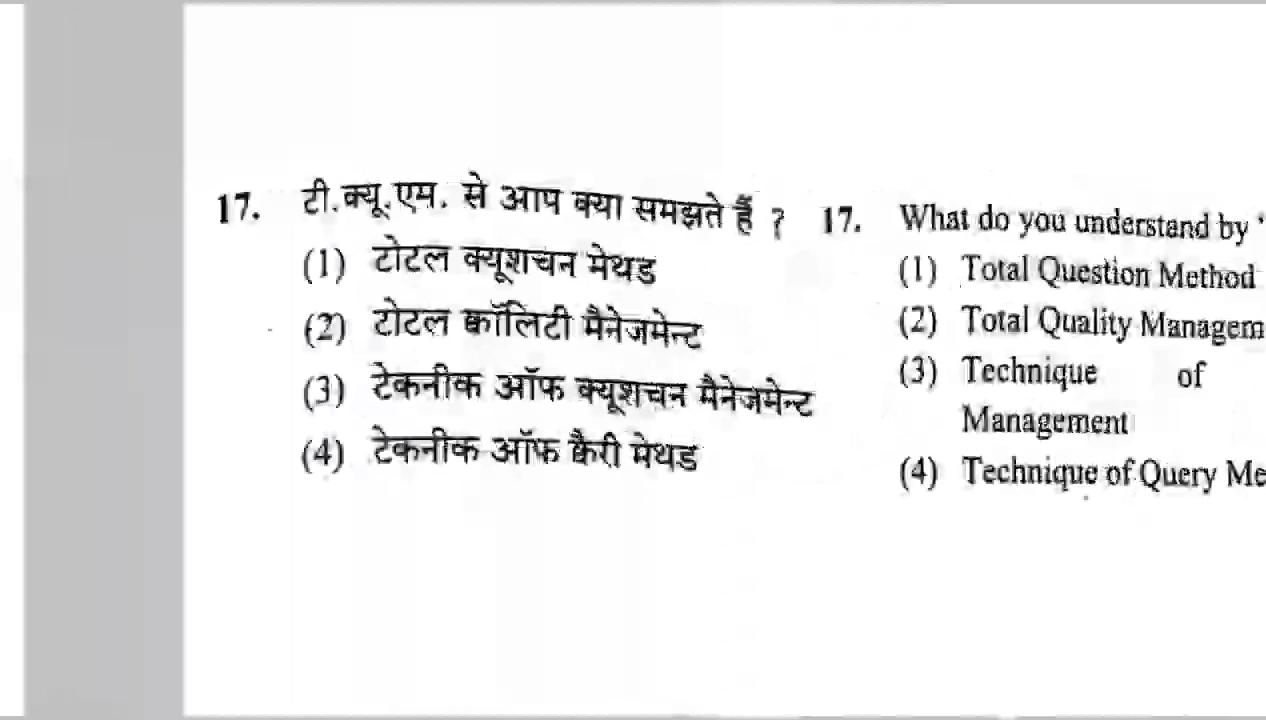 17. टी.क्यू.एम. से आप क्या समझते हैं ?
(1) टोटल क्यूशचन मेथड
(2) टोटल क्वॉलिटी मैनेजमेन्ट
(3) टेकनीक ऑफ क्यूशचन मैनेजमेन्ट
(4) टेकनीक ऑफ क्वैरी मेथड
17. What do you understand by '
(1) Total Question Method
(2) Total Quality Managem
(3) Technique of
Management
(4) Technique of Query Me